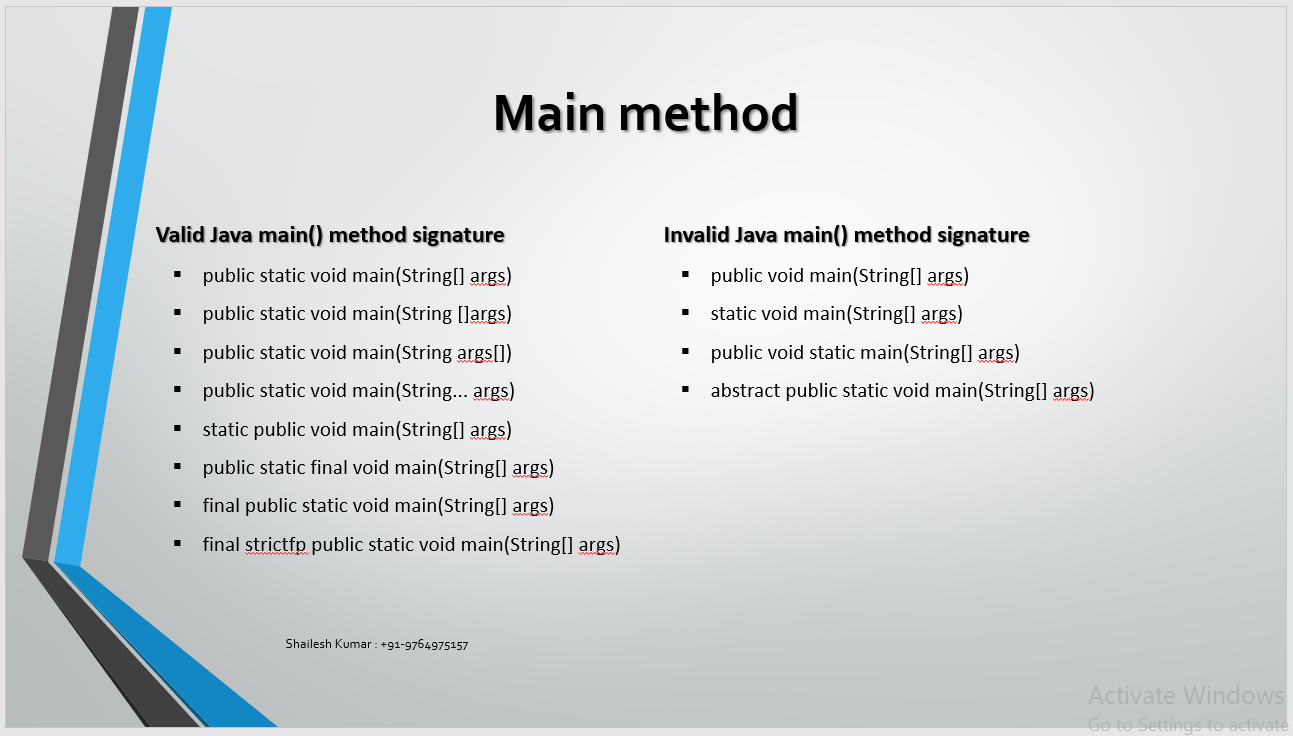 Main method
Valid Java main() method signature
public static void main(String[] args)
public static void main(String []args)
public static void main(String args[])
public static void main(String... args)
static public void main(String[] args)
public static final void main(String[] args)
final public static void main(String[] args)
final strictfp public static void main(String[] args)
Invalid Java main() method signature
public void main(String[] args)
static void main(String[] args)
public void static main(String[] args)
abstract public static void main(String[] args)
Shailesh Kumar : +91-9764975157
Activate Windows
Go to Settings to activate